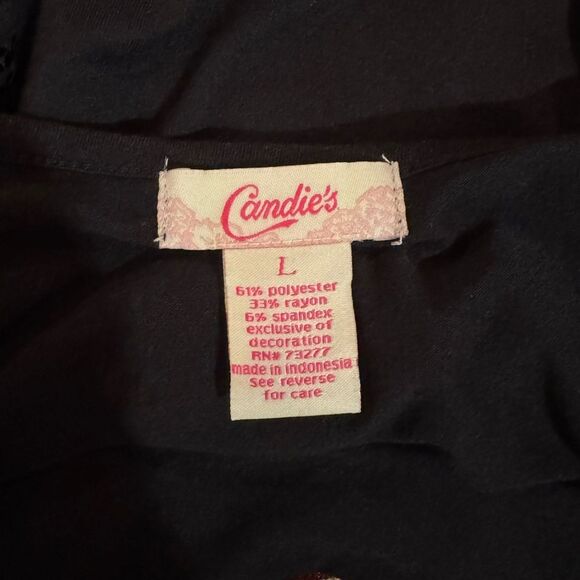 Candie's
L
61% polyester
33% rayon
6% spandex
exclusive of
decoration
RN# 73277
made in indonesia
See reverse
for care